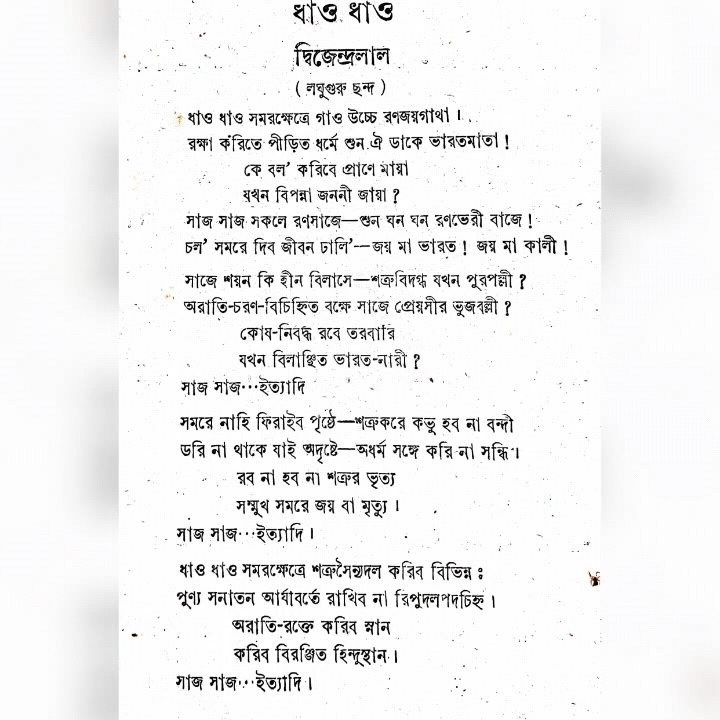 ধাও ধাও
দ্বিজেন্দ্রলাল
( লঘুগুরু ছন্দ )
ধাও ধাও সমরক্ষেত্রে গাও উচ্চে রণজয়গাথা ।
রক্ষা করিতে পীড়িত ধর্মে শুন ঐ ডাকে ভারতমাতা !
কে বল’ করিবে প্রাণে মায়া
যখন বিপন্না জননী জায়া ?
সাজ সাজ সকলে রণসাজে—শুন ঘন ঘন রণভেরী বাজে !
চল’ সমরে দিব জীবন ঢালি’—জয় মা ভারত ! জয় মা কালী !
সাজে শয়ন কি হীন বিলাসে—শত্রুবিদগ্ধ যখন পুরপল্লী ?
অরাতি-চরণ-বিচিহ্নিত বক্ষে সাজে প্রেয়সীর ভুজবল্লী ?
কোষ-নিবদ্ধ রবে তরবারি
যখন বিলাঞ্ছিত ভারত-নারী ?
সাজ সাজ···ইত্যাদি
সমরে নাহি ফিরাইব পৃষ্ঠে—শত্রুকরে কভু হব না বন্দী
ডরি না থাকে যাই অদৃষ্টে—অধর্ম সঙ্গে করি না সন্ধি ।
রব না হব না শত্রুর ভৃত্য
সম্মুখ সমরে জয় বা মৃত্যু ।
সাজ সাজ···ইত্যাদি ।
ধাও ধাও সমরক্ষেত্রে শত্রুসৈন্যদল করিব বিভিন্ন :
পুণ্য সনাতন আর্যাবর্তে রাখিব না রিপুদলপদচিহ্ন ।
অরাতি-রক্তে করিব স্নান
করিব বিরঞ্জিত হিন্দুস্থান ।
সাজ সাজ···ইত্যাদি ।